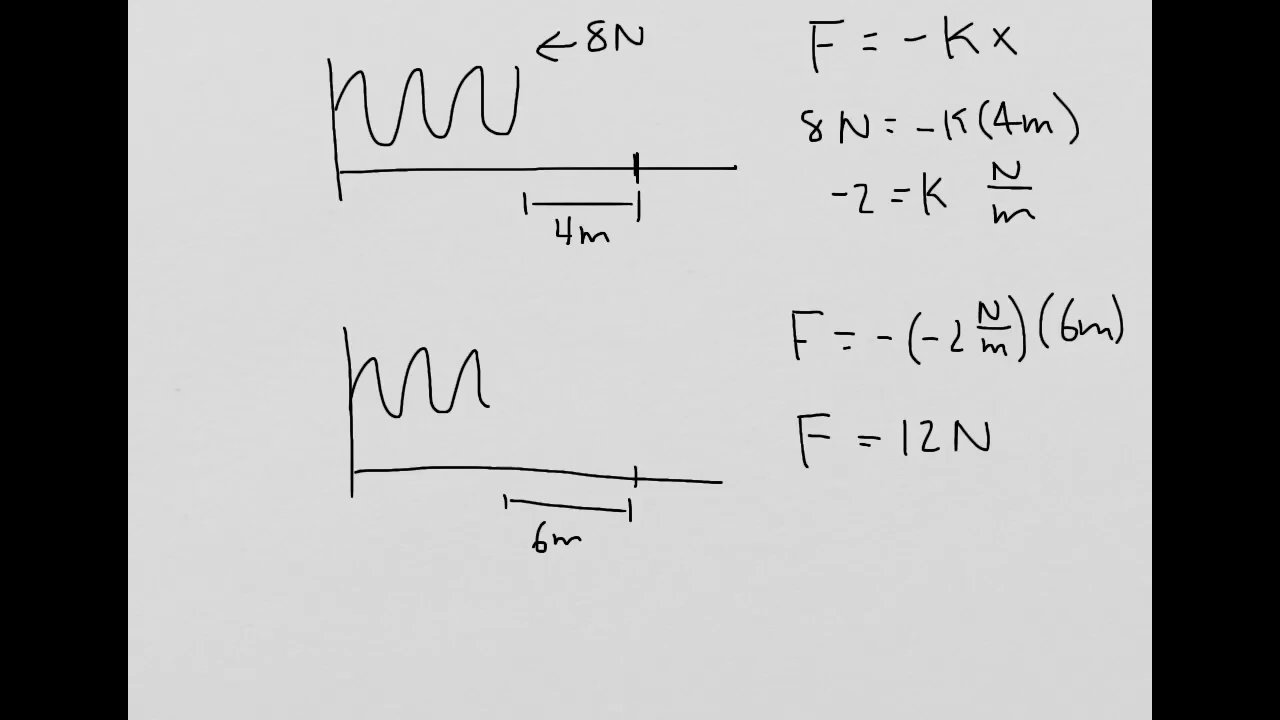 ←8N
4m
F = -Kx
8N = -K(4m)
-2 = K N/m
6m
F = -(-2 N/m)(6m)
F = 12N